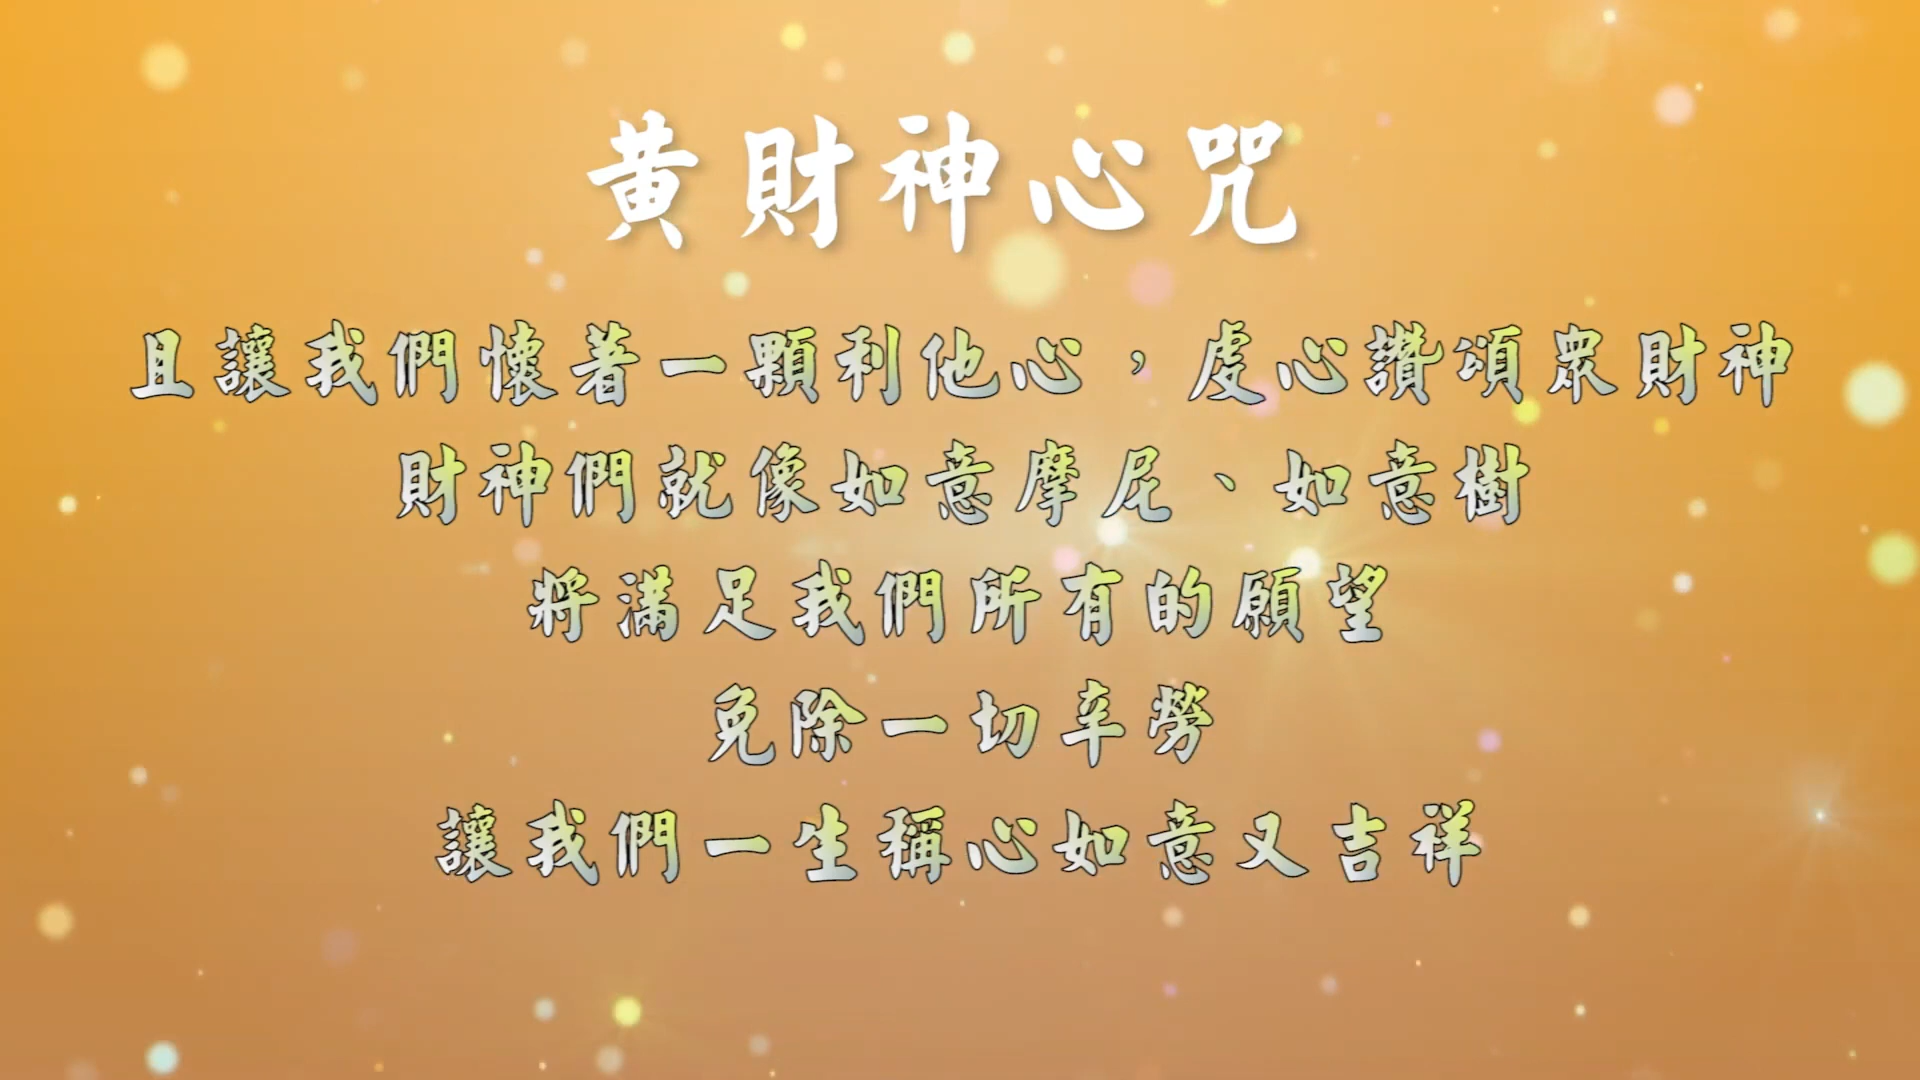 黃財神心咒
且讓我們懷著一顆利他心，虔心讚頌眾財神
財神們就像如意摩尼、如意樹
將滿足我們所有的願望
免除一切辛勞
讓我們一生稱心如意又吉祥